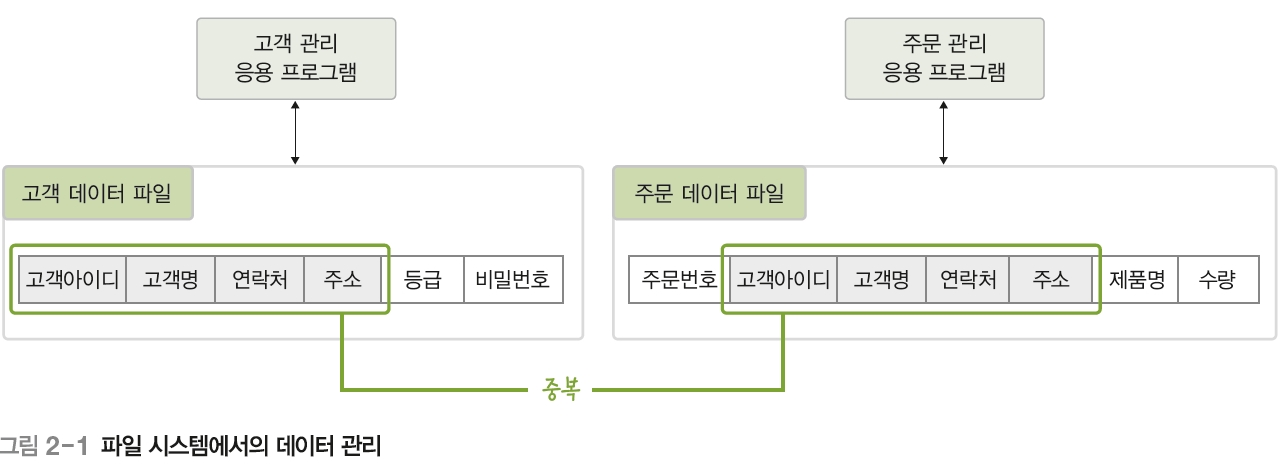 고객 관리
응용 프로그램
주문 관리
응용 프로그램
고객 데이터 파일
고객아이디 고객명 연락처 주소 등급 비밀번호
주문 데이터 파일
주문번호 고객아이디 고객명 연락처 주소 제품명 수량
중복
그림 2-1 파일 시스템에서의 데이터 관리